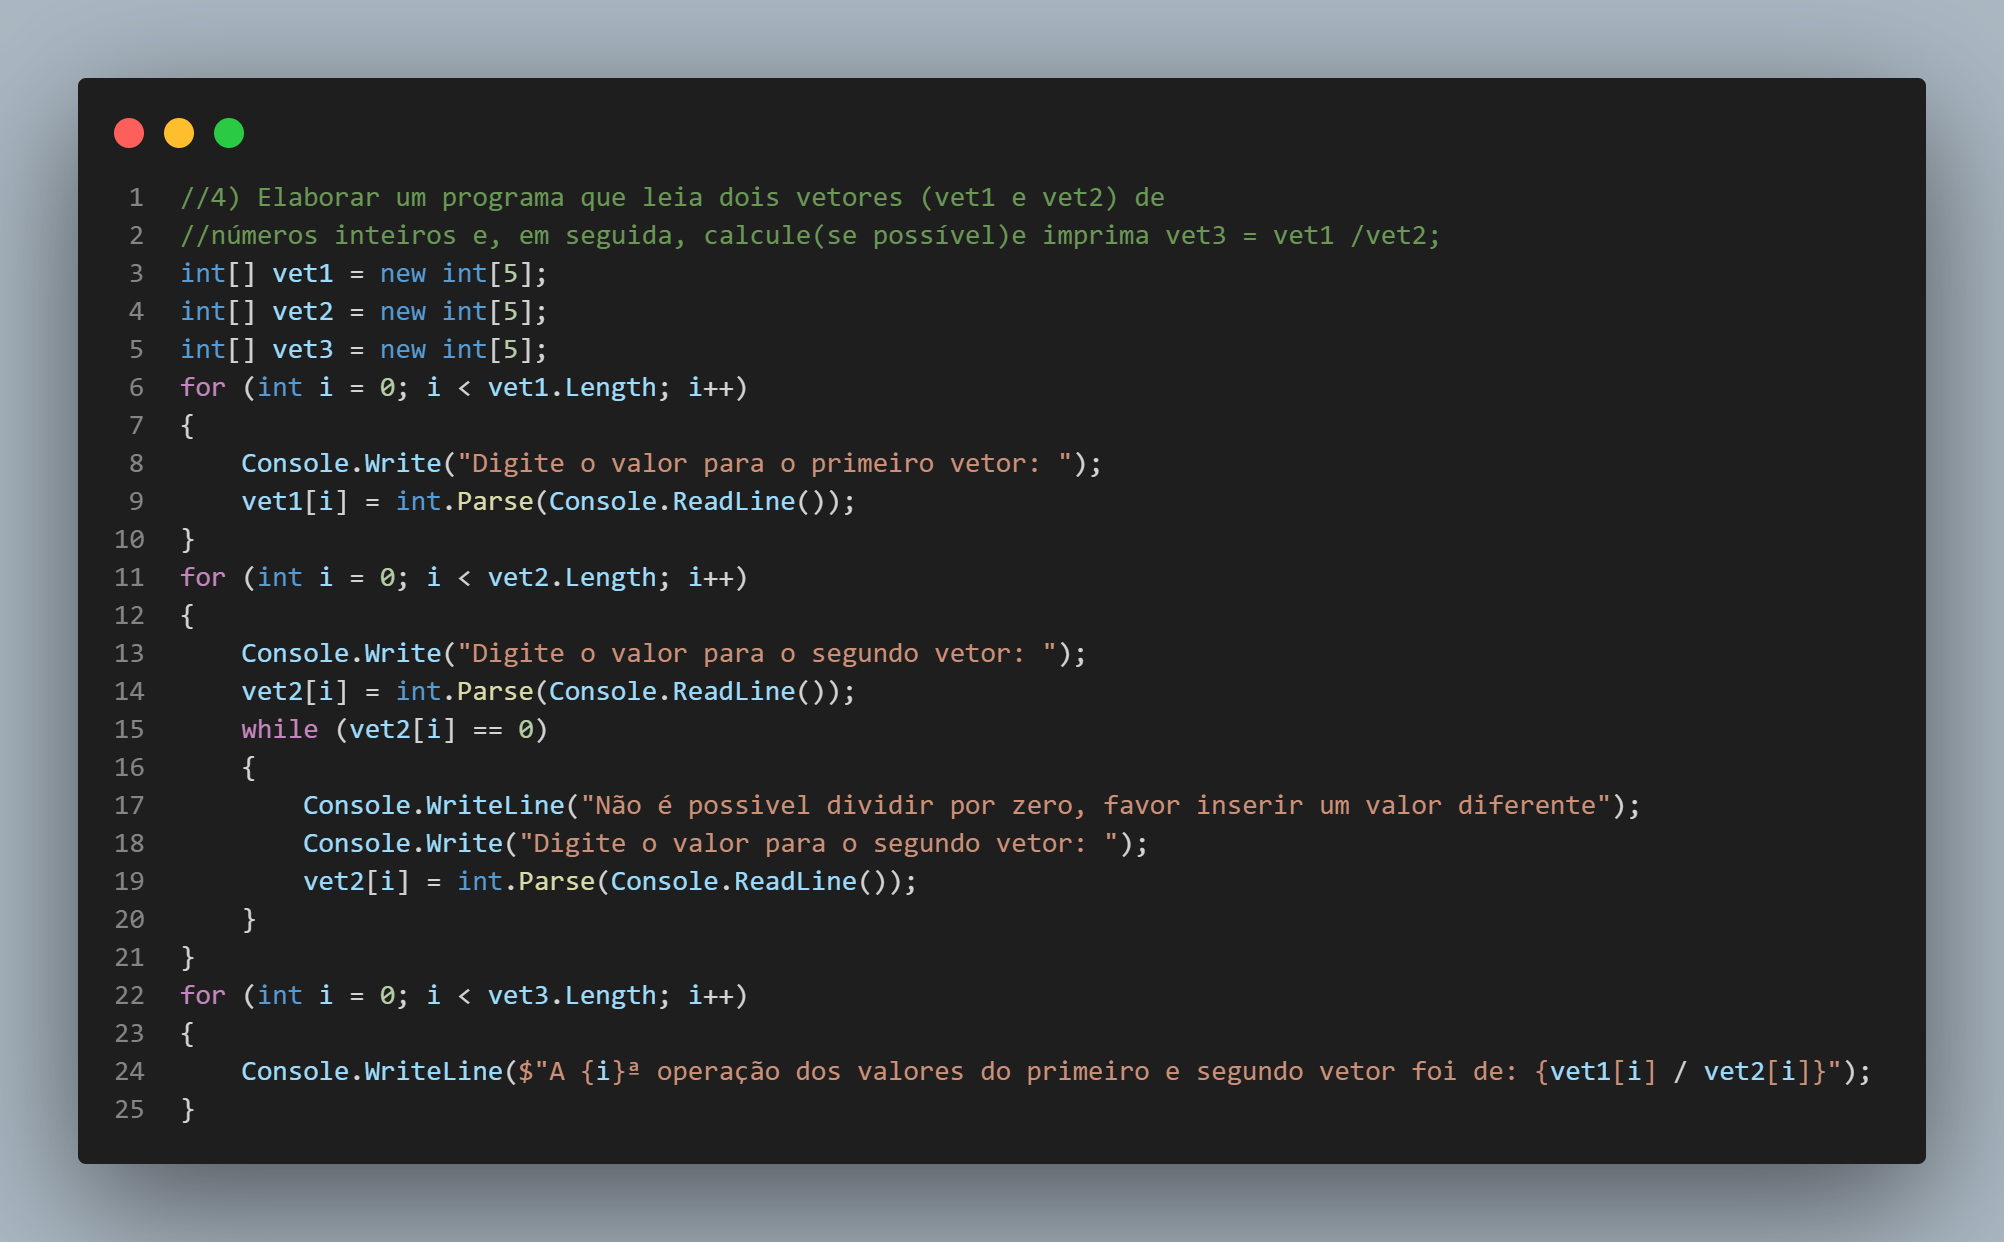 1 //4) Elaborar um programa que leia dois vetores (vet1 e vet2) de
2 //números inteiros e, em seguida, calcule(se possível)e imprima vet3 = vet1 /vet2;
3 int[] vet1 = new int[5];
4 int[] vet2 = new int[5];
5 int[] vet3 = new int[5];
6 for (int i = 0; i < vet1.Length; i++)
7 {
8     Console.Write("Digite o valor para o primeiro vetor: ");
9     vet1[i] = int.Parse(Console.ReadLine());
10 }
11 for (int i = 0; i < vet2.Length; i++)
12 {
13     Console.Write("Digite o valor para o segundo vetor: ");
14     vet2[i] = int.Parse(Console.ReadLine());
15     while (vet2[i] == 0)
16     {
17         Console.WriteLine("Não é possivel dividir por zero, favor inserir um valor diferente");
18         Console.Write("Digite o valor para o segundo vetor: ");
19         vet2[i] = int.Parse(Console.ReadLine());
20     }
21 }
22 for (int i = 0; i < vet3.Length; i++)
23 {
24     Console.WriteLine($"A {i}ª operação dos valores do primeiro e segundo vetor foi de: {vet1[i] / vet2[i]}");
25 }